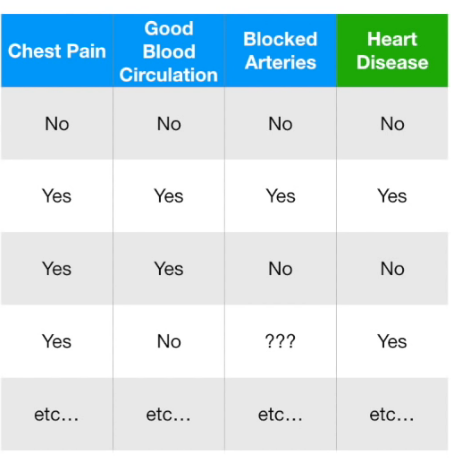 Chest Pain
Good
Blood
Circulation
Blocked
Arteries
Heart
Disease
No No No No
Yes Yes Yes Yes
Yes Yes No No
Yes No ??? Yes
etc… etc… etc… etc…